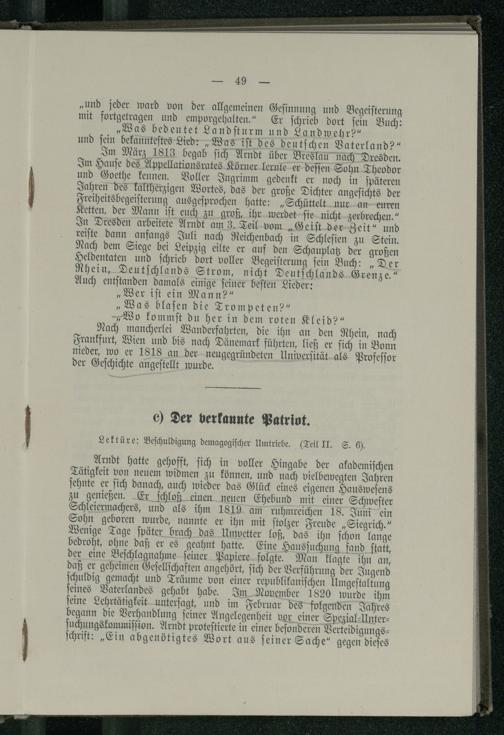 — 49 —
„und jeder ward von der allgemeinen Gesinnung und Begeisterung
mit fortgetragen und emporgehalten.“ Er schrieb dort sein Buch:
„Was bedeutet Landsturm und Landwehr?“
und sein bekanntestes Lied: „Was ist des deutschen Vaterland?“
Im März 1813 begab sich Arndt über Breslau nach Dresden.
Im Hause des Appellationsrates Körner lernte er dessen Sohn Theodor
und Goethe kennen. Voller Ingrimm gedenkt er noch in späteren
Jahren des kaltherzigen Wortes, das der große Dichter angesichts der
Freiheitsbegeisterung ausgesprochen hatte: „Schüttelt nur an euren
Ketten, der Mann ist euch zu groß, ihr werdet sie nicht zerbrechen.“
In Dresden arbeitete Arndt am 3. Teil vom „Geist der Zeit“ und
reiste dann anfangs Juli nach Reichenbach in Schlesien zu Stein.
Nach dem Siege bei Leipzig eilte er auf den Schauplatz der großen
Heldentaten und schrieb dort voller Begeisterung sein Buch: „Der
Rhein, Deutschlands Strom, nicht Deutschlands Grenze.“
Auch entstanden damals einige seiner besten Lieder:
„Wer ist ein Mann?“
„Was blasen die Trompeten?“
„Wo kommst du her in dem roten Kleid?“
Nach mancherlei Wanderfahrten, die ihn an den Rhein, nach
Frankfurt, Wien und bis nach Dänemark führten, ließ er sich in Bonn
nieder, wo er 1818 an der neugegründeten Universität als Professor
der Geschichte angestellt wurde.
c) Der verkannte Patriot.
Lektüre: Beschuldigung demagogischer Umtriebe. (Teil II. S. 6).
Arndt hatte gehofft, sich in voller Hingabe der akademischen
Tätigkeit von neuem widmen zu können, und nach vielbewegten Jahren
sehnte er sich danach, auch wieder das Glück eines eigenen Hauswesens
zu genießen. Er schloß einen neuen Ehebund mit einer Schwester
Schleiermachers, und als ihm 1819 am ruhmreichen 18. Juni ein
Sohn geboren wurde, nannte er ihn mit stolzer Freude „Siegrich.“
Wenige Tage später brach das Unwetter los, das ihn schon lange
bedroht, ohne daß er es geahnt hatte. Eine Haussuchung fand statt,
der eine Beschlagnahme seiner Papiere folgte. Man klagte ihn an,
daß er geheimen Gesellschaften angehört, sich der Verführung der Jugend
schuldig gemacht und Träume von einer republikanischen Umgestaltung
seines Vaterlandes gehabt habe. Im November 1820 wurde ihm
seine Lehrtätigkeit untersagt, und im Februar des folgenden Jahres
begann die Verhandlung seiner Angelegenheit vor einer Spezial-Unter-
suchungskommission. Arndt protestierte in einer besonderen Verteidigungs-
schrift: „Ein abgenötigtes Wort aus seiner Sache“ gegen dieses